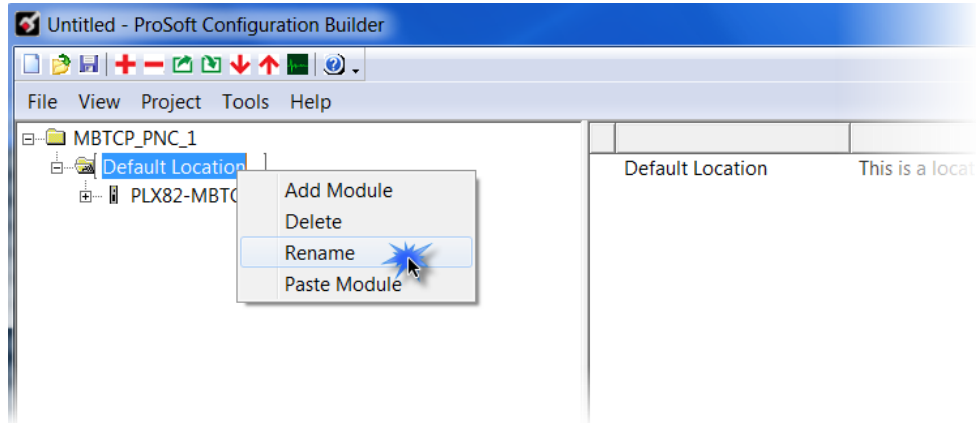 Untitled - ProSoft Configuration Builder
File View Project Tools Help
MBTCP_PNC_1
Default Location
Default Location This is a locat
PLX82-MBTC
Add Module
Delete
Rename
Paste Module